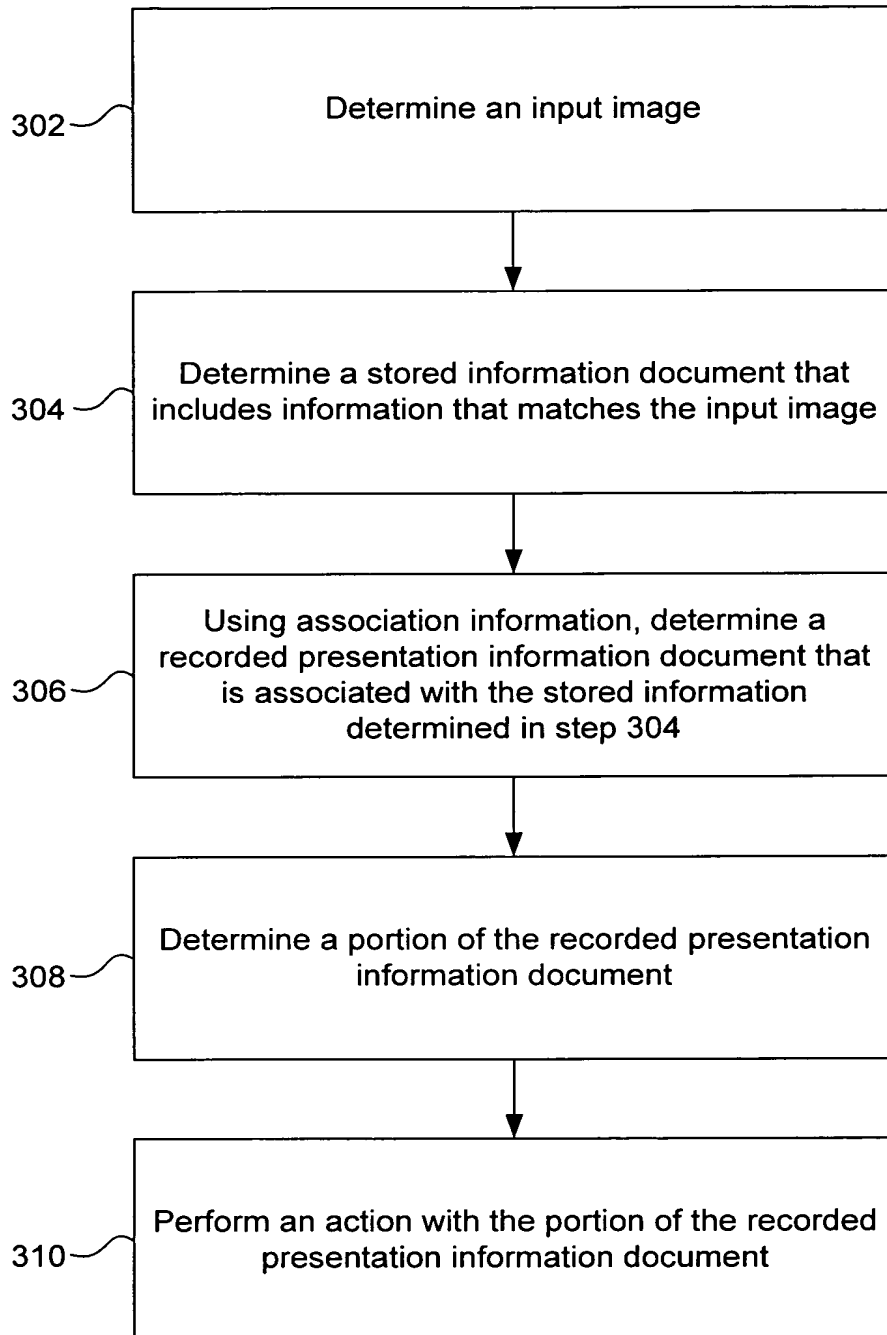 302
Determine an input image
304
Determine a stored information document that
includes information that matches the input image
306
Using association information, determine a
recorded presentation information document that
is associated with the stored information
determined in step 304
308
Determine a portion of the recorded presentation
information document
310
Perform an action with the portion of the recorded
presentation information document